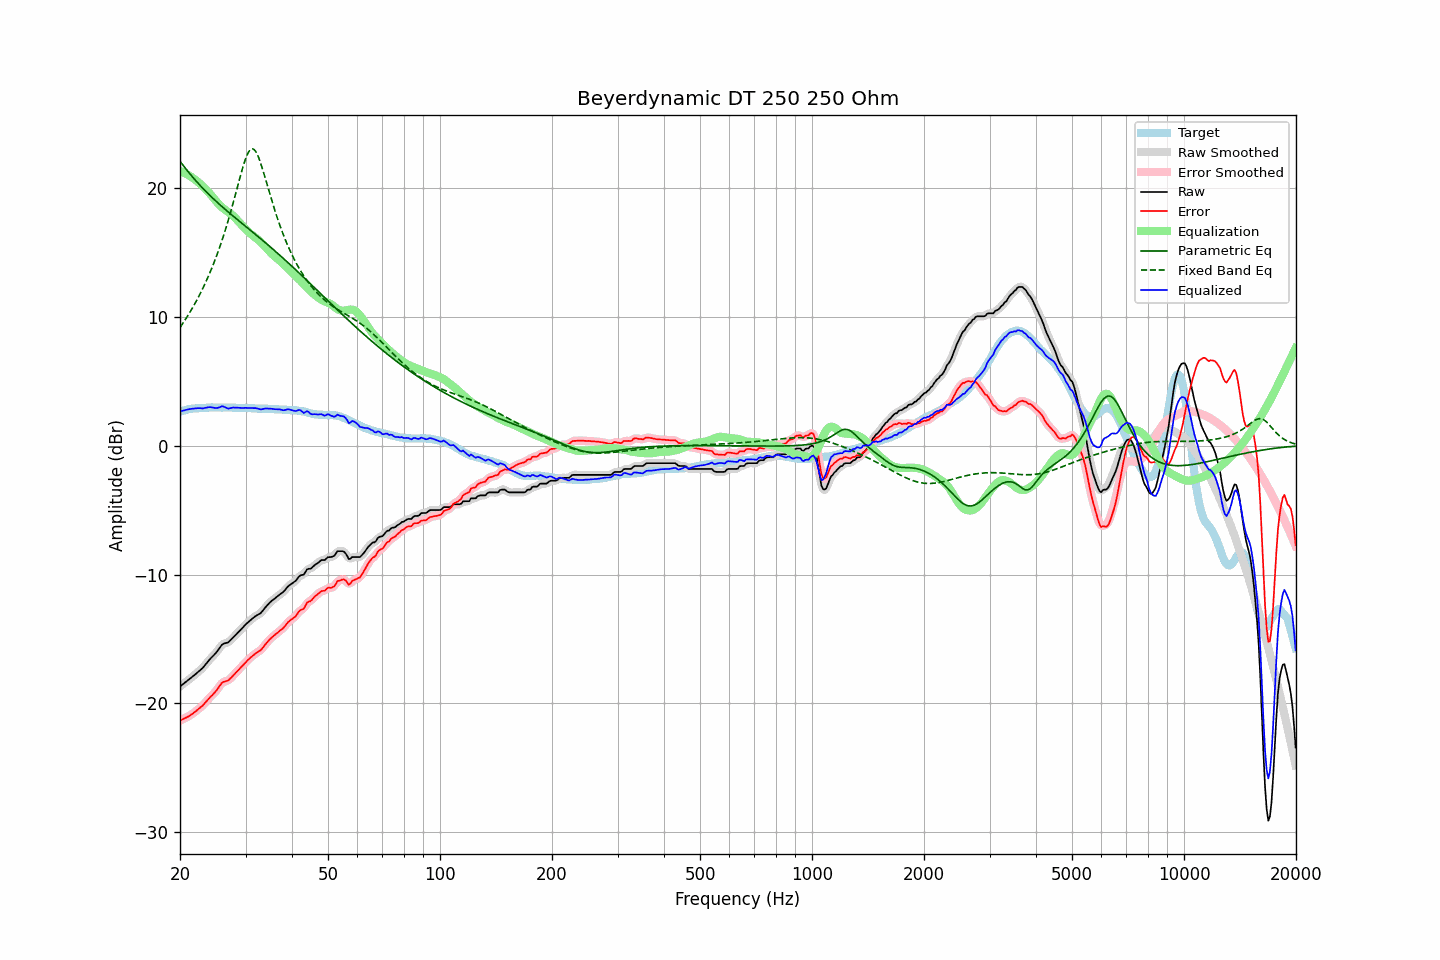 Beyerdynamic DT 250 250 Ohm
Target
Raw Smoothed
Error Smoothed
Raw
Error
Equalization
Parametric Eq
Fixed Band Eq
Equalized
Amplitude (dBr)
20
10
0
−10
−20
−30
20
50
100
200
500
1000
2000
5000
10000
20000
Frequency (Hz)